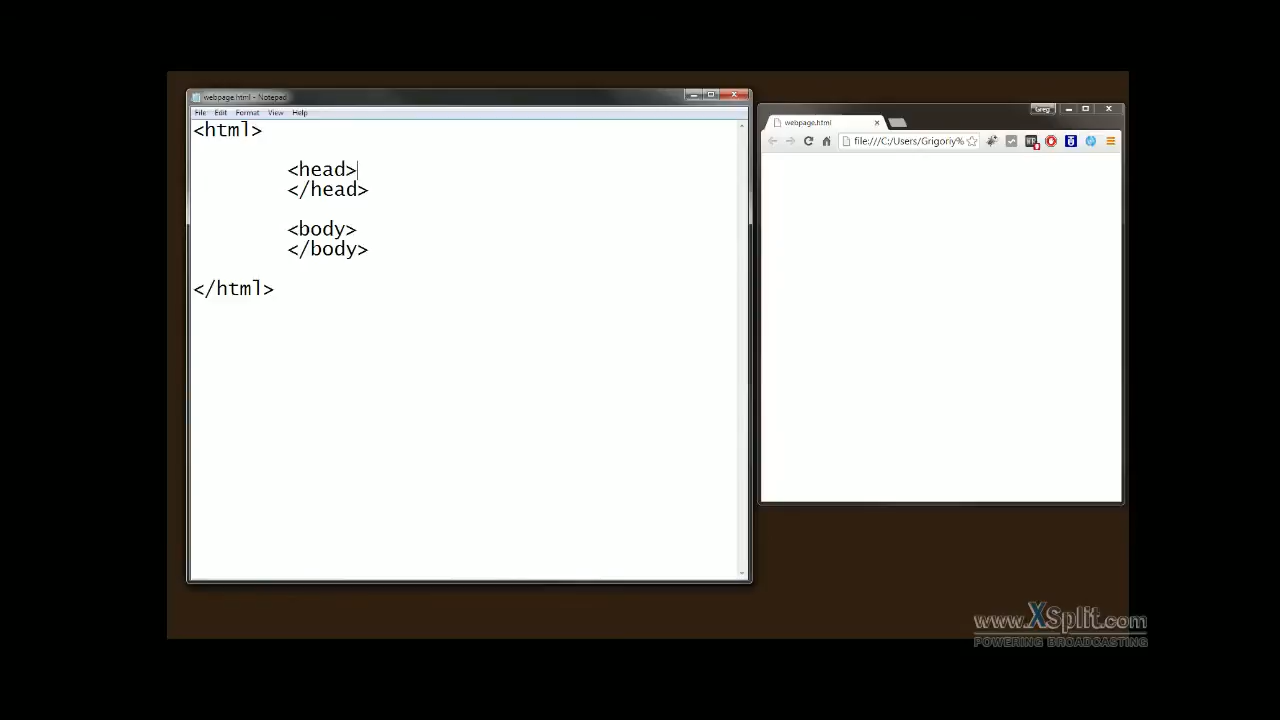 webpage.html - Notepad
File Edit Format View Help
<html>
<head>
</head>
<body>
</body>
</html>
Greg
webpage.html
file:///C:/Users/Grigoriy%
www.XSplit.com
POWERING BROADCASTING